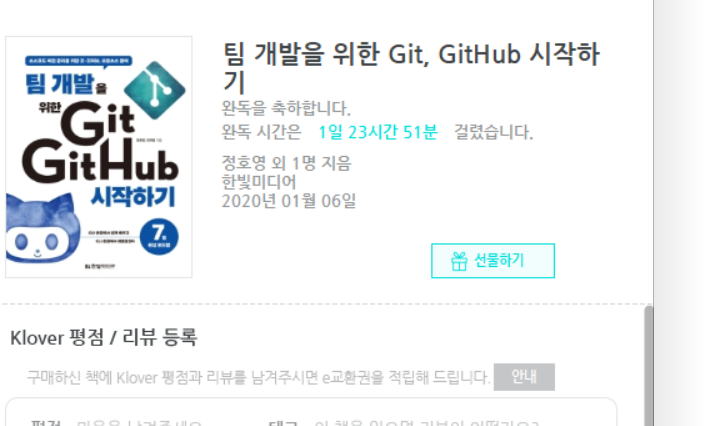 팀 개발을 위한 Git, GitHub 시작하
기
완독을 축하합니다.
완독 시간은 1일 23시간 51분 걸렸습니다.
정호영 외 1명 지음
한빛미디어
2020년 01월 06일
팀 개발을
위한
Git
GitHub
시작하기
7
한빛미디어
선물하기
Klover 평점 / 리뷰 등록
구매하신 책에 Klover 평점과 리뷰를 남겨주시면 e교환권을 적립해 드립니다. 안내